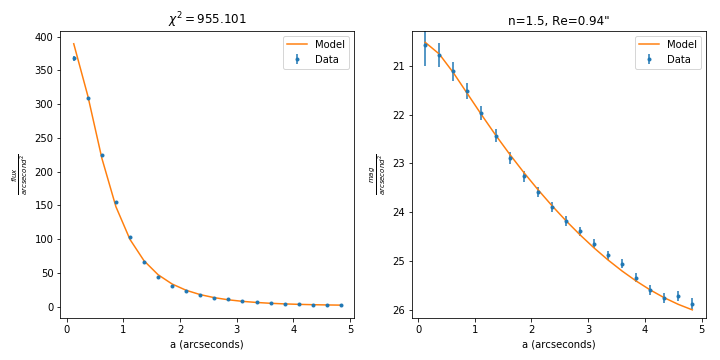 χ² = 955.101
Model
Data
flux
arcsecond²
400
350
300
250
200
150
100
50
0
0 1 2 3 4 5
a (arcseconds)
n=1.5, Re=0.94"
Model
Data
mag
arcsecond²
21
22
23
24
25
26
0 1 2 3 4 5
a (arcseconds)